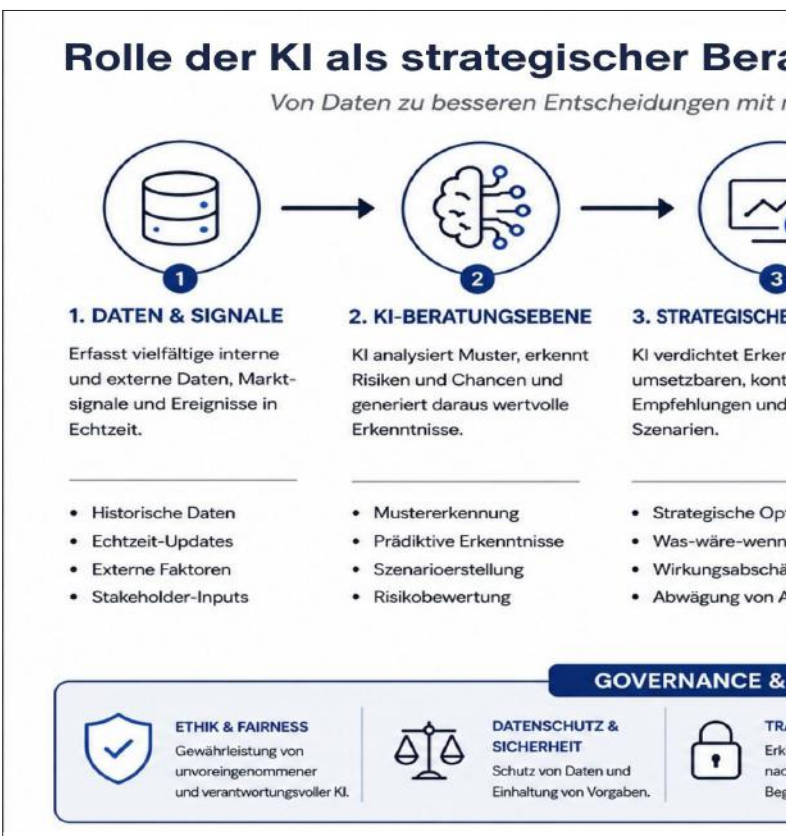 Rolle der KI als strategischer Bera
Von Daten zu besseren Entscheidungen mit
1
2
3
1. DATEN & SIGNALE
Erfasst vielfältige interne
und externe Daten, Markt-
signale und Ereignisse in
Echtzeit.
• Historische Daten
• Echtzeit-Updates
• Externe Faktoren
• Stakeholder-Inputs
2. KI-BERATUNGSEBENE
KI analysiert Muster, erkennt
Risiken und Chancen und
generiert daraus wertvolle
Erkenntnisse.
• Mustererkennung
• Prädiktive Erkenntnisse
• Szenarioerstellung
• Risikobewertung
3. STRATEGISCHE
KI verdichtet Erken
umsetzbaren, kont
Empfehlungen und
Szenarien.
• Strategische Opt
• Was-wäre-wenn
• Wirkungsabschä
• Abwägung von A
GOVERNANCE &
ETHIK & FAIRNESS
Gewährleistung von
unvoreingenommener
und verantwortungsvoller KI.
DATENSCHUTZ &
SICHERHEIT
Schutz von Daten und
Einhaltung von Vorgaben.
TRA
Erk
nac
Beg